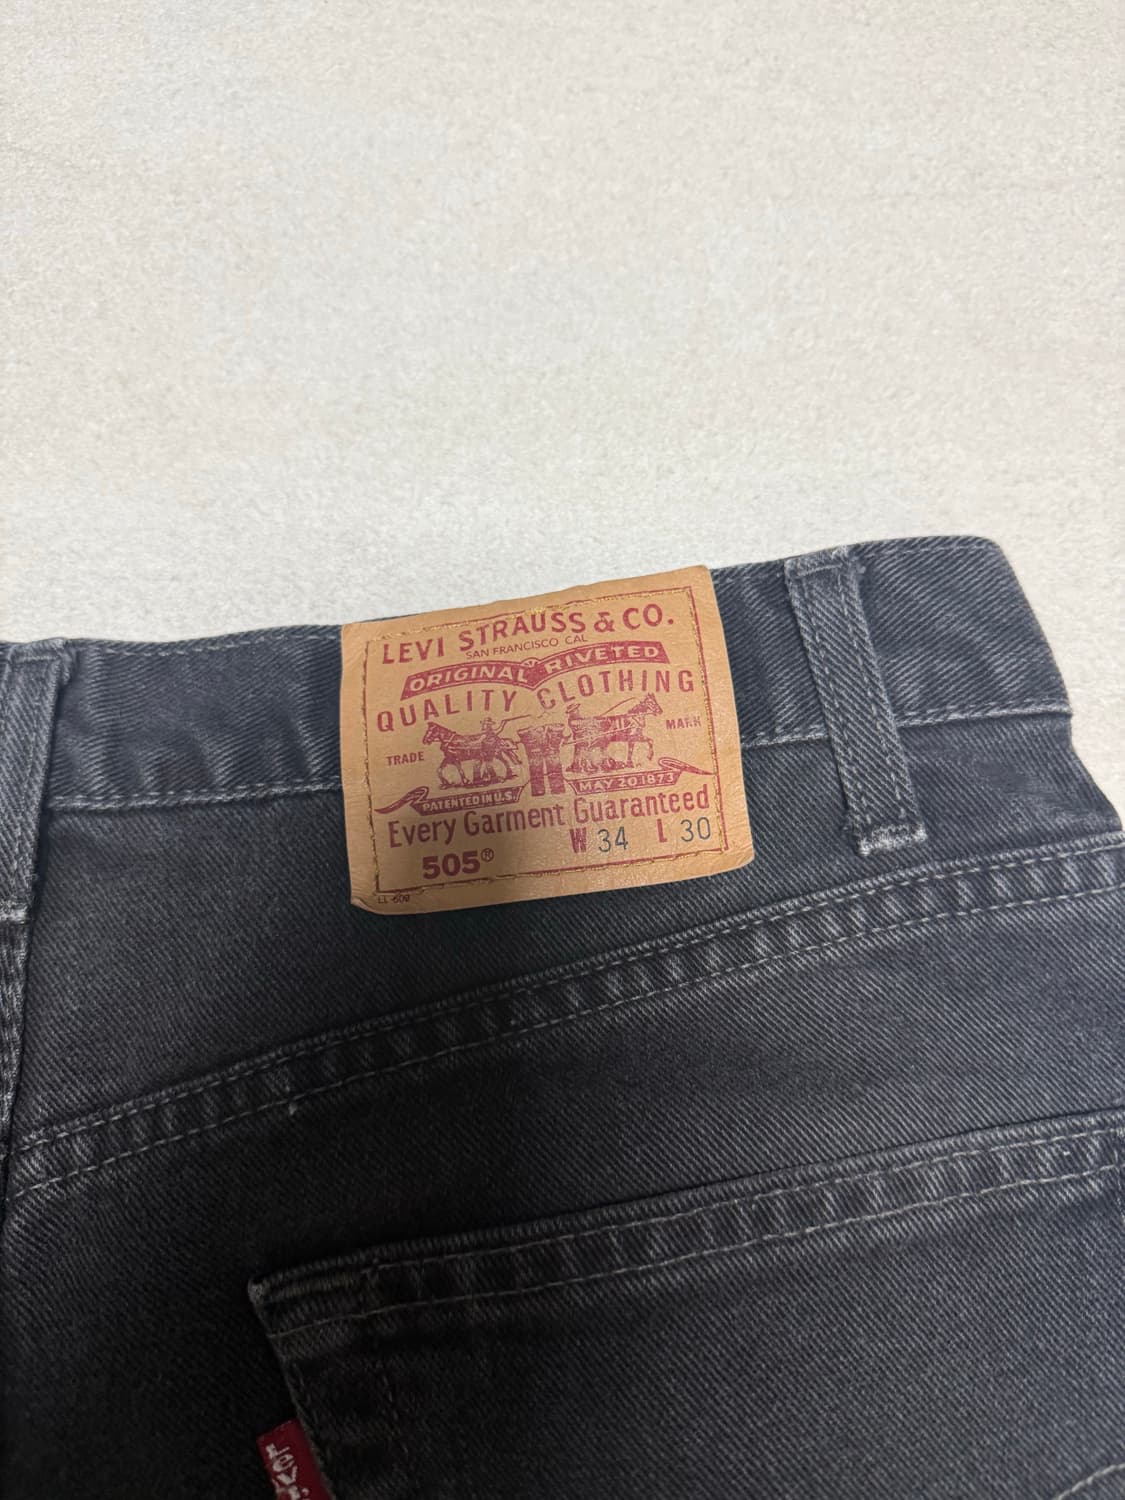 LEVI STRAUSS & CO.
SAN FRANCISCO CAL
ORIGINAL RIVETED
QUALITY CLOTHING
TRADE MARK
PATENTED IN U.S. MAY 20 1873
Every Garment Guaranteed
505® W 34 L 30
LL-609
Levi's